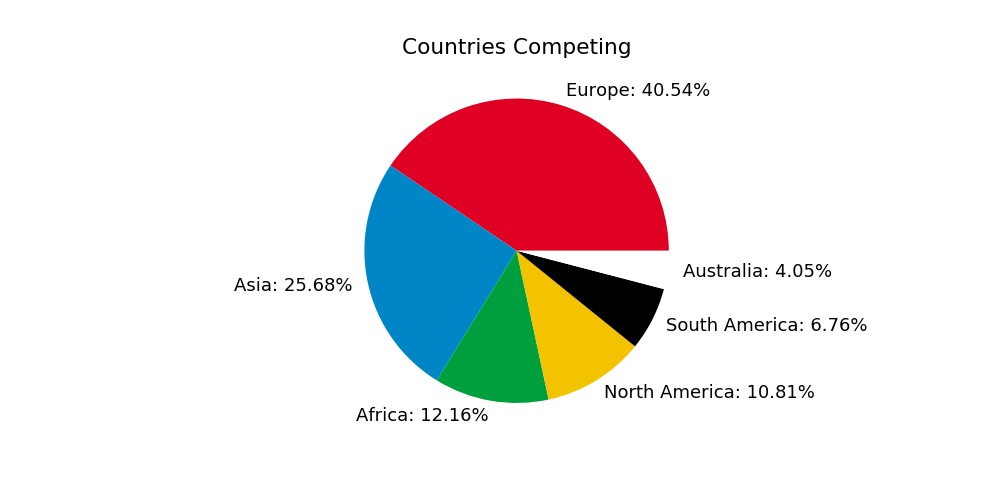 Countries Competing
Europe: 40.54%
Asia: 25.68%
Africa: 12.16%
North America: 10.81%
South America: 6.76%
Australia: 4.05%